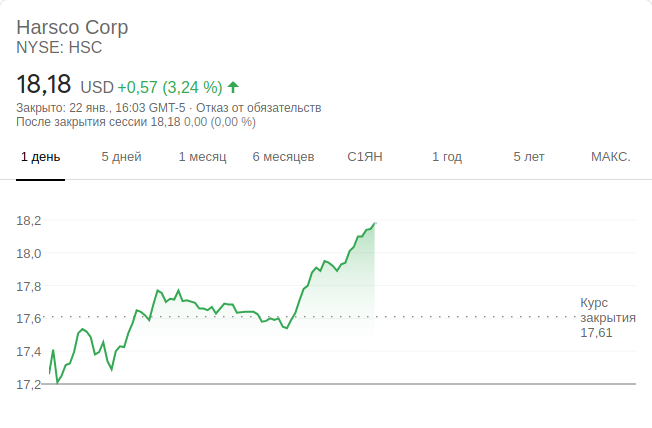 Harsco Corp
NYSE: HSC
18,18 USD +0,57 (3,24 %)
Закрыто: 22 янв., 16:03 GMT-5 · Отказ от обязательств
После закрытия сессии 18,18 0,00 (0,00 %)
1 день 5 дней 1 месяц 6 месяцев С1ЯН 1 год 5 лет МАКС.
18,2
18,0
17,8
17,6
17,4
17,2
Курс
закрытия
17,61